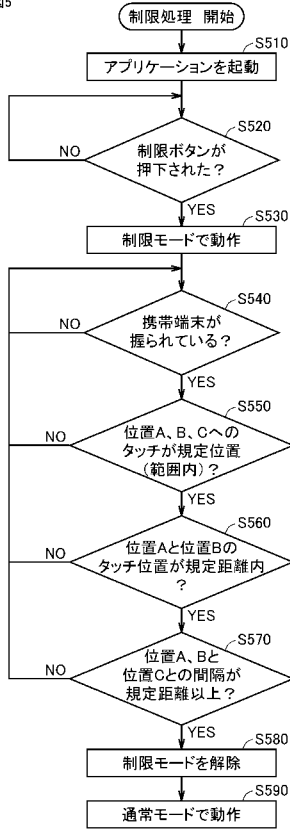 図5
制限処理 開始
S510
アプリケーションを起動
S520
制限ボタンが
押下された？
NO
YES
S530
制限モードで動作
S540
携帯端末が
握られている？
NO
YES
S550
位置A、B、Cへの
タッチが規定位置
(範囲内)？
NO
YES
S560
位置Aと位置Bの
タッチ位置が規定距離内
？
NO
YES
S570
位置A、Bと
位置Cとの間隔が
規定距離以上？
NO
YES
S580
制限モードを解除
S590
通常モードで動作